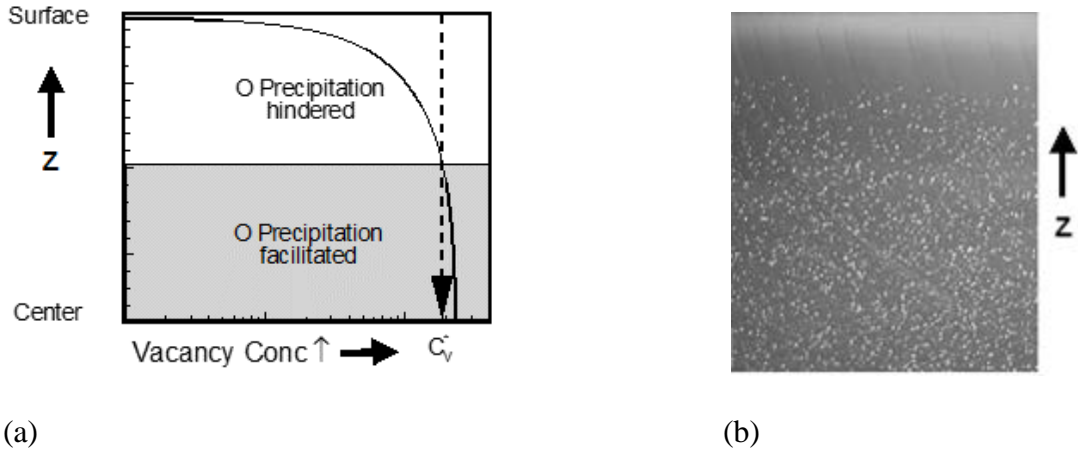 Surface
O Precipitation
hindered
Z
O Precipitation
facilitated
Center
Vacancy Conc ↑
C*v
Z
(a)
(b)